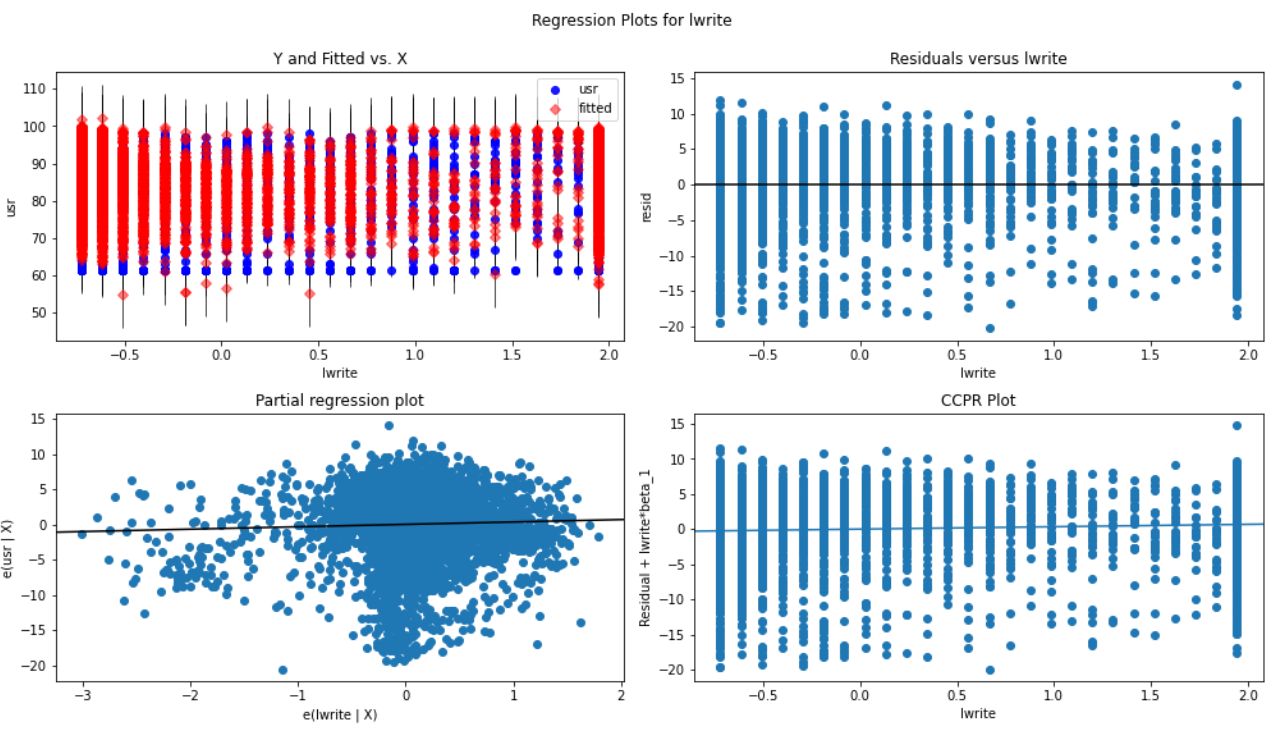 Regression Plots for lwrite
Y and Fitted vs. X
usr
fitted
110
100
90
80
70
60
50
usr
−0.5 0.0 0.5 1.0 1.5 2.0
lwrite
Residuals versus lwrite
15
10
5
0
−5
−10
−15
−20
resid
−0.5 0.0 0.5 1.0 1.5 2.0
lwrite
Partial regression plot
15
10
5
0
−5
−10
−15
−20
e(usr | X)
−3 −2 −1 0 1 2
e(lwrite | X)
CCPR Plot
15
10
5
0
−5
−10
−15
−20
Residual + lwrite*beta_1
−0.5 0.0 0.5 1.0 1.5 2.0
lwrite